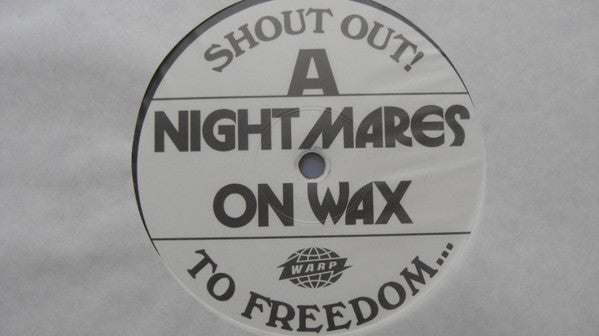 SHOUT OUT!
A
NIGHTMARES
ON WAX
WARP
TO FREEDOM...